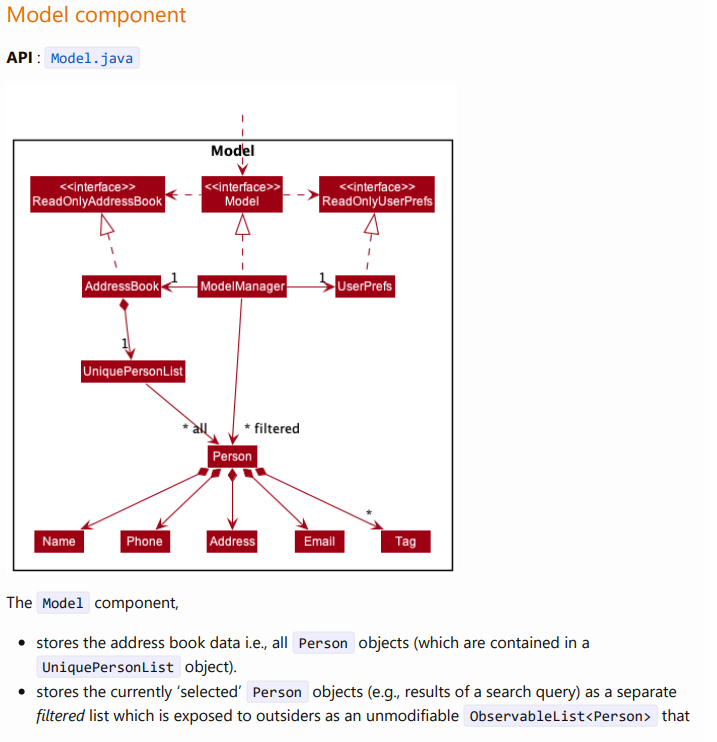 Model component
API : Model.java
Model
<<interface>> <<interface>> <<interface>>
ReadOnlyAddressBook Model ReadOnlyUserPrefs
AddressBook 1 ModelManager 1 UserPrefs
1
UniquePersonList
* all * filtered
Person
*
Name Phone Address Email Tag
The Model component,
• stores the address book data i.e., all Person objects (which are contained in a
UniquePersonList object).
• stores the currently ‘selected’ Person objects (e.g., results of a search query) as a separate
filtered list which is exposed to outsiders as an unmodifiable ObservableList<Person> that